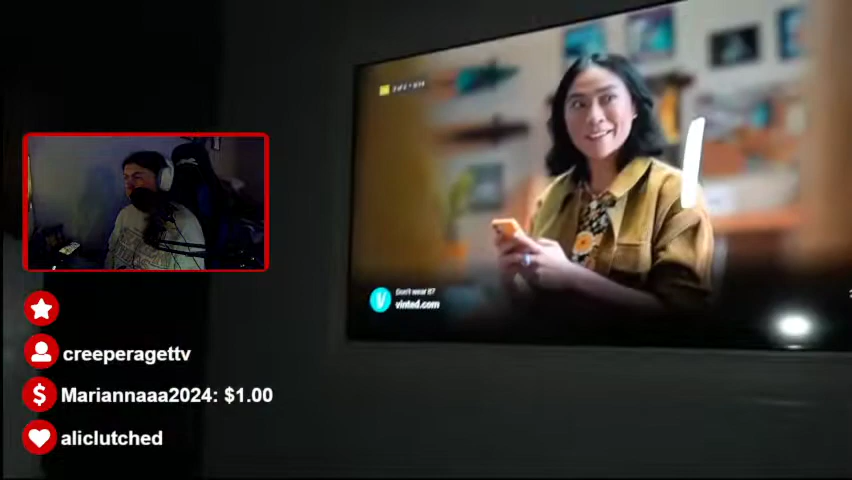 Don't wear it?
vinted.com
creeperagettv
Mariannaaa2024: $1.00
aliclutched